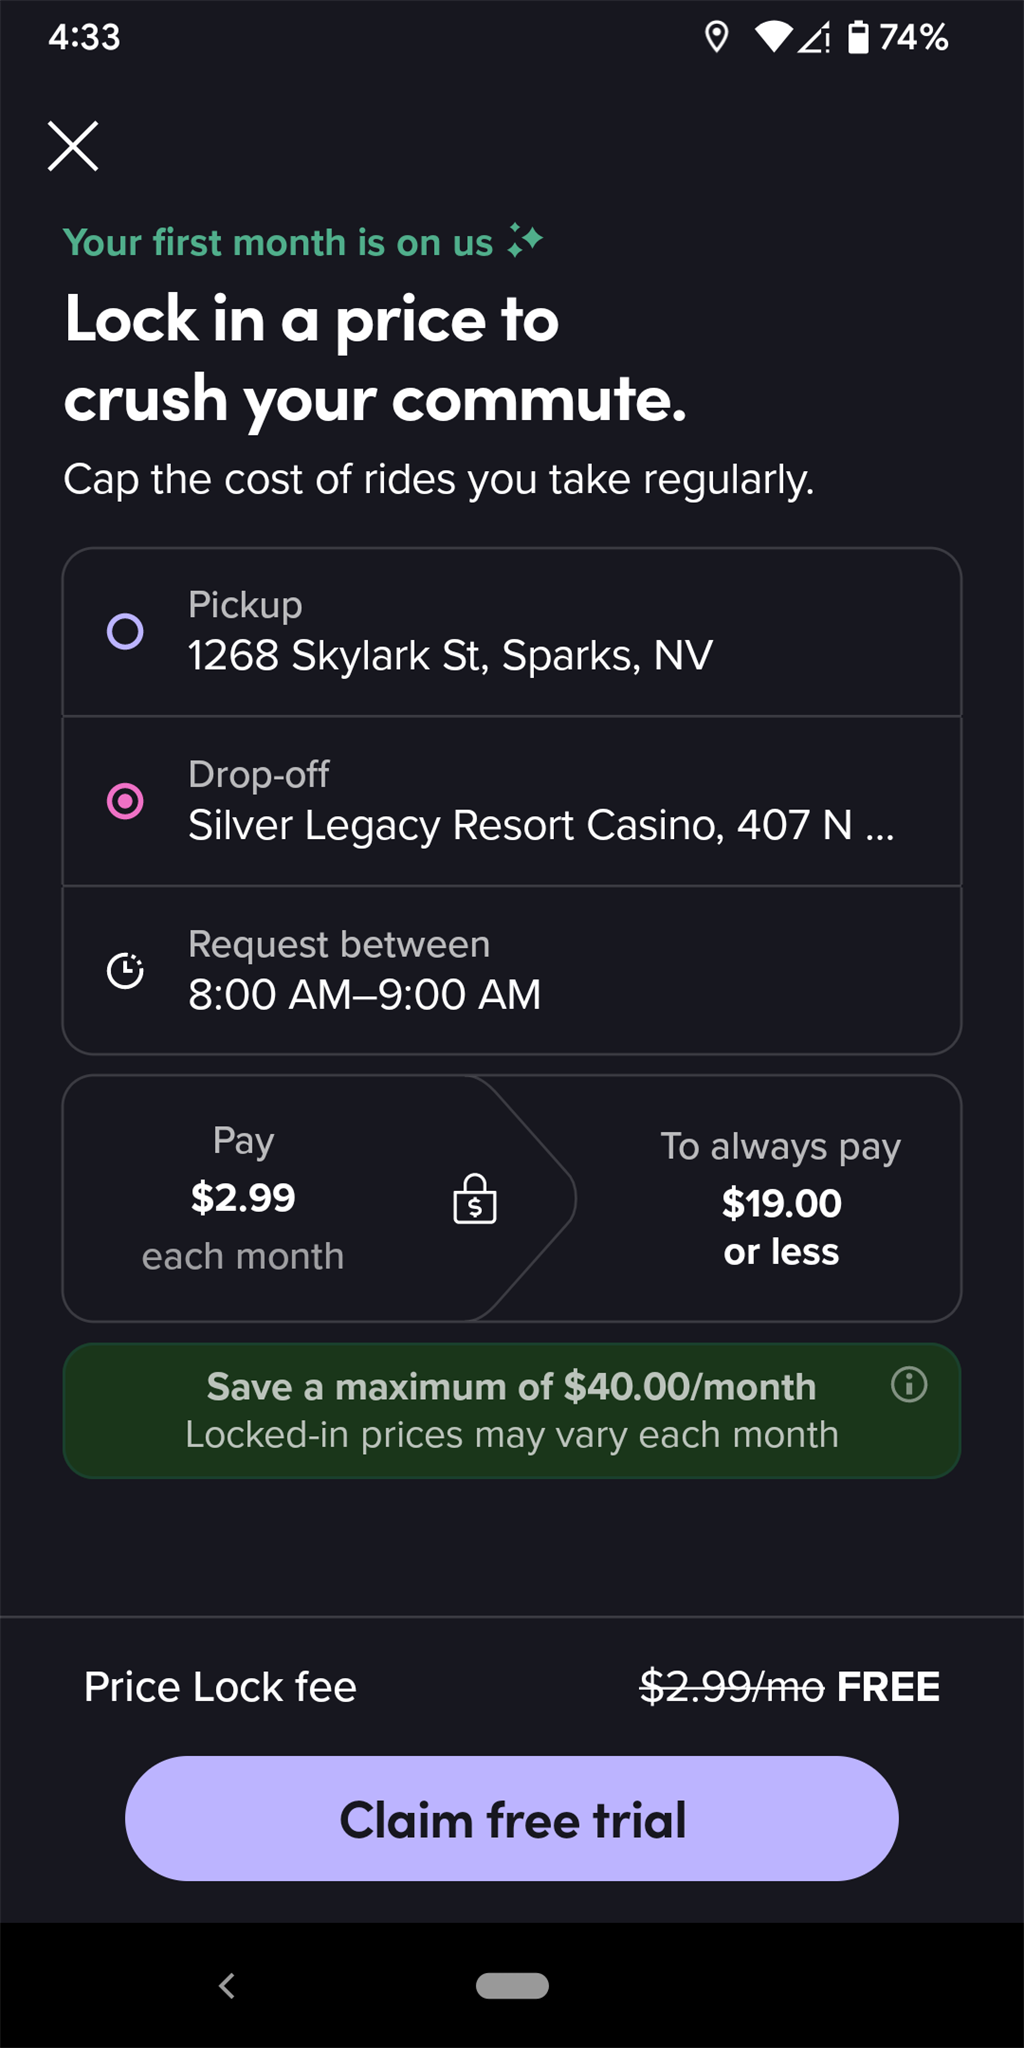 4:33
74%
Your first month is on us
Lock in a price to
crush your commute.
Cap the cost of rides you take regularly.
Pickup
1268 Skylark St, Sparks, NV
Drop-off
Silver Legacy Resort Casino, 407 N ...
Request between
8:00 AM–9:00 AM
Pay
$2.99
each month
$
To always pay
$19.00
or less
Save a maximum of $40.00/month
Locked-in prices may vary each month
Price Lock fee
$2.99/mo FREE
Claim free trial